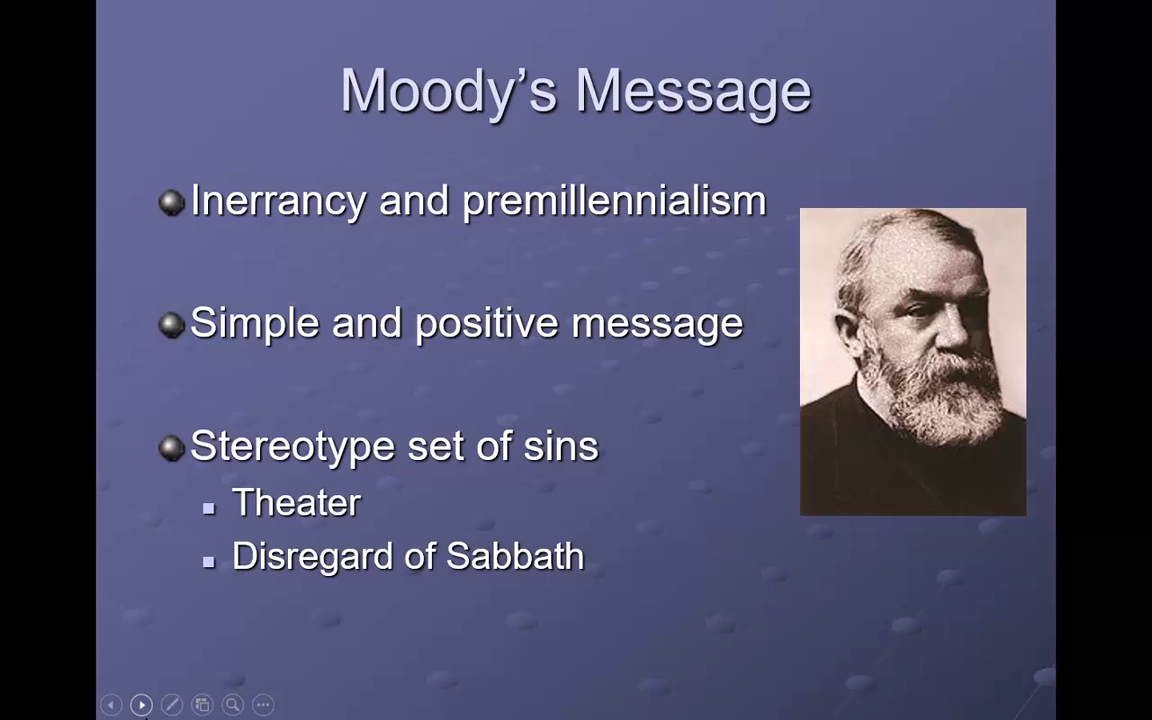 Moody’s Message
Inerrancy and premillennialism
Simple and positive message
Stereotype set of sins
Theater
Disregard of Sabbath